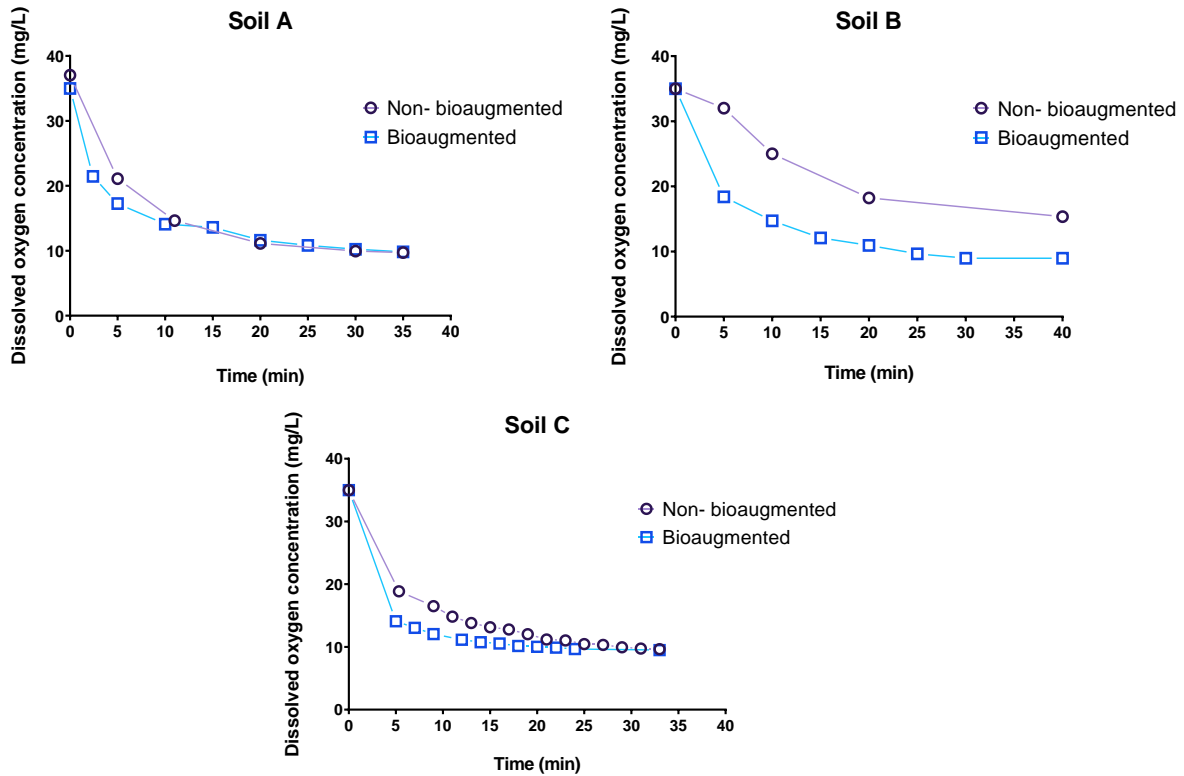 Soil A
Dissolved oxygen concentration (mg/L)
40
30
20
10
0
0 5 10 15 20 25 30 35 40
Time (min)
Non- bioaugmented
Bioaugmented
Soil B
Dissolved oxygen concentration (mg/L)
40
30
20
10
0
0 5 10 15 20 25 30 35 40
Time (min)
Non- bioaugmented
Bioaugmented
Soil C
Dissolved oxygen concentration (mg/L)
40
30
20
10
0
0 5 10 15 20 25 30 35 40
Time (min)
Non- bioaugmented
Bioaugmented